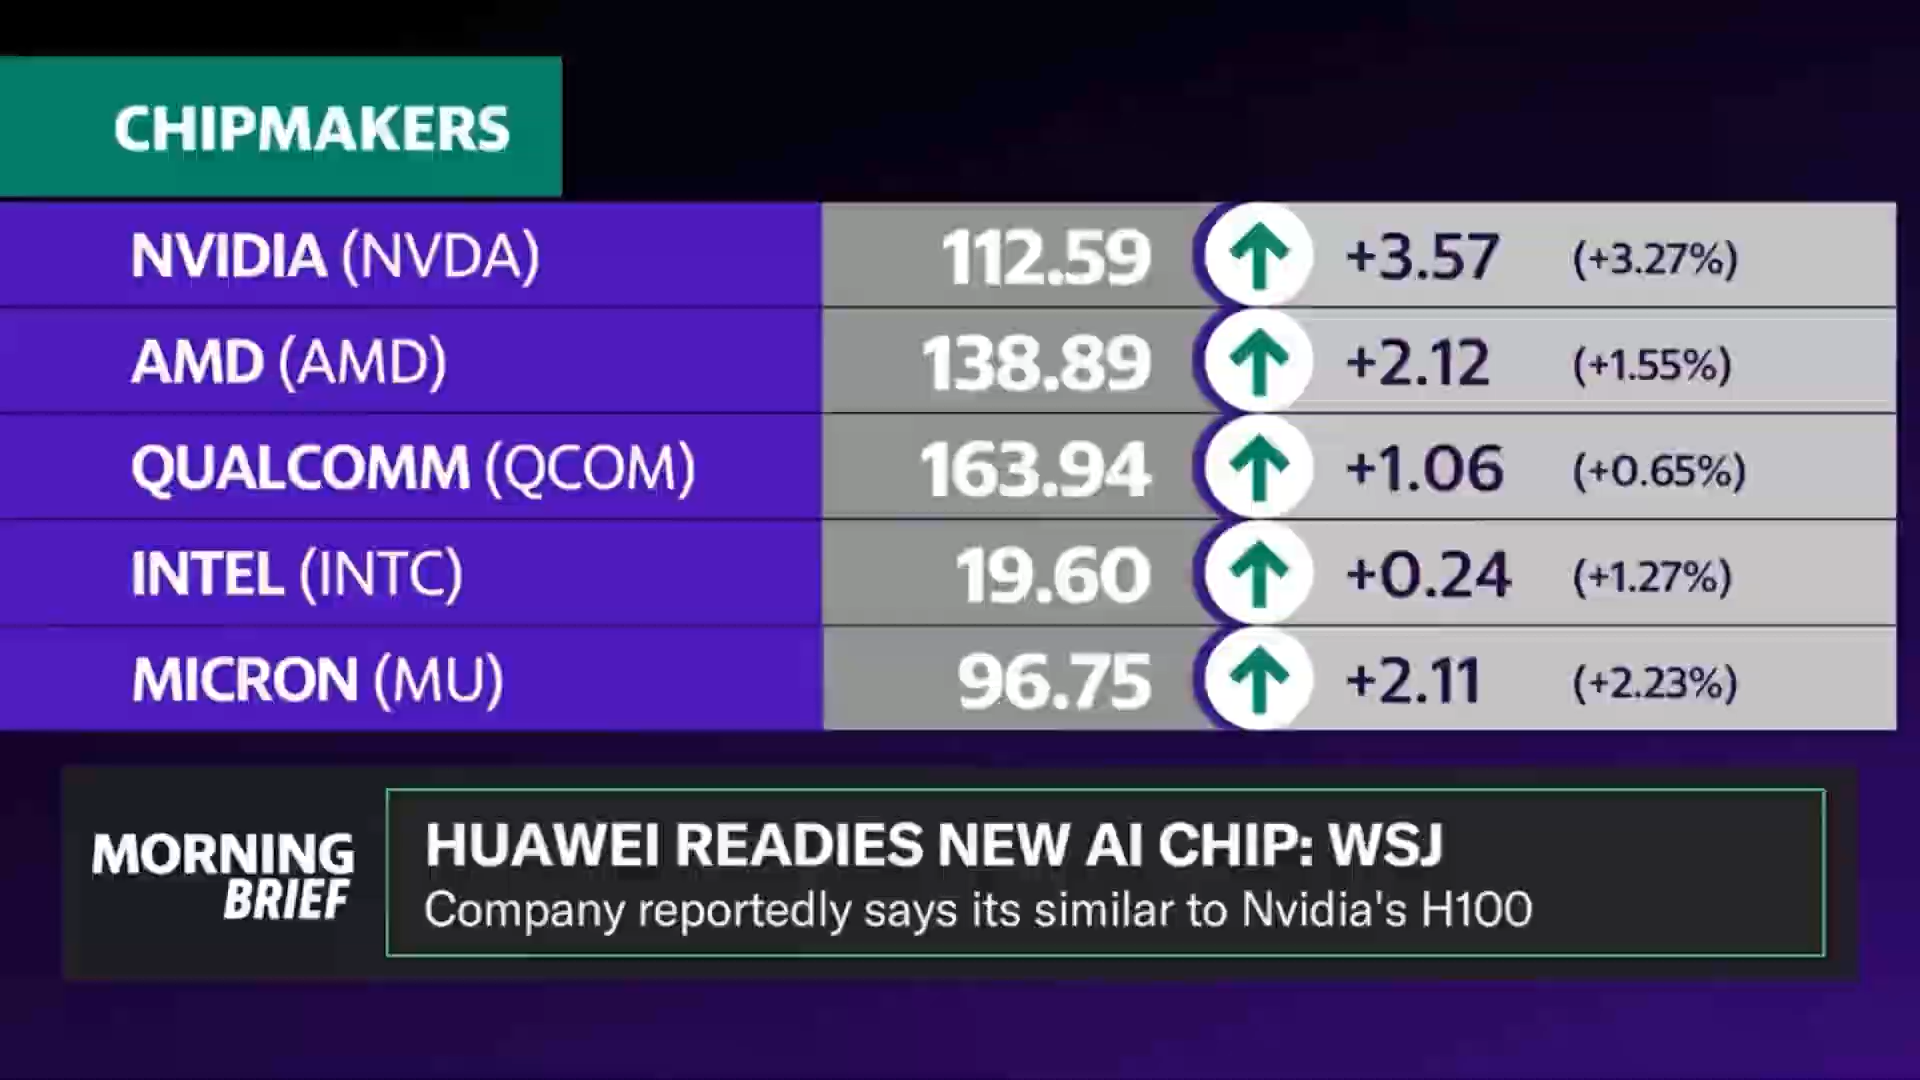 CHIPMAKERS
NVIDIA (NVDA) 112.59 +3.57 (+3.27%)
AMD (AMD) 138.89 +2.12 (+1.55%)
QUALCOMM (QCOM) 163.94 +1.06 (+0.65%)
INTEL (INTC) 19.60 +0.24 (+1.27%)
MICRON (MU) 96.75 +2.11 (+2.23%)
MORNING
BRIEF
HUAWEI READIES NEW AI CHIP: WSJ
Company reportedly says its similar to Nvidia's H100